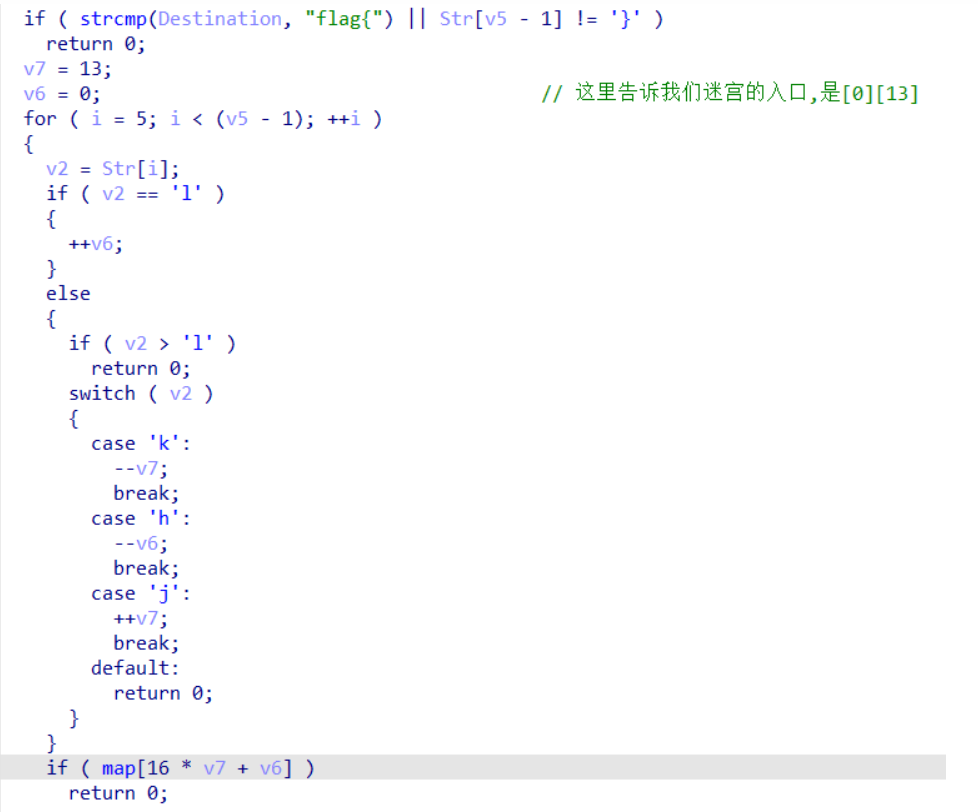 if ( strcmp(Destination, "flag{") || Str[v5 - 1] != '}' )
return 0;
v7 = 13;
v6 = 0; // 这里告诉我们迷宫的入口,是[0][13]
for ( i = 5; i < (v5 - 1); ++i )
{
v2 = Str[i];
if ( v2 == 'l' )
{
++v6;
}
else
{
if ( v2 > 'l' )
return 0;
switch ( v2 )
{
case 'k':
--v7;
break;
case 'h':
--v6;
break;
case 'j':
++v7;
break;
default:
return 0;
}
}
if ( map[16 * v7 + v6] )
return 0;